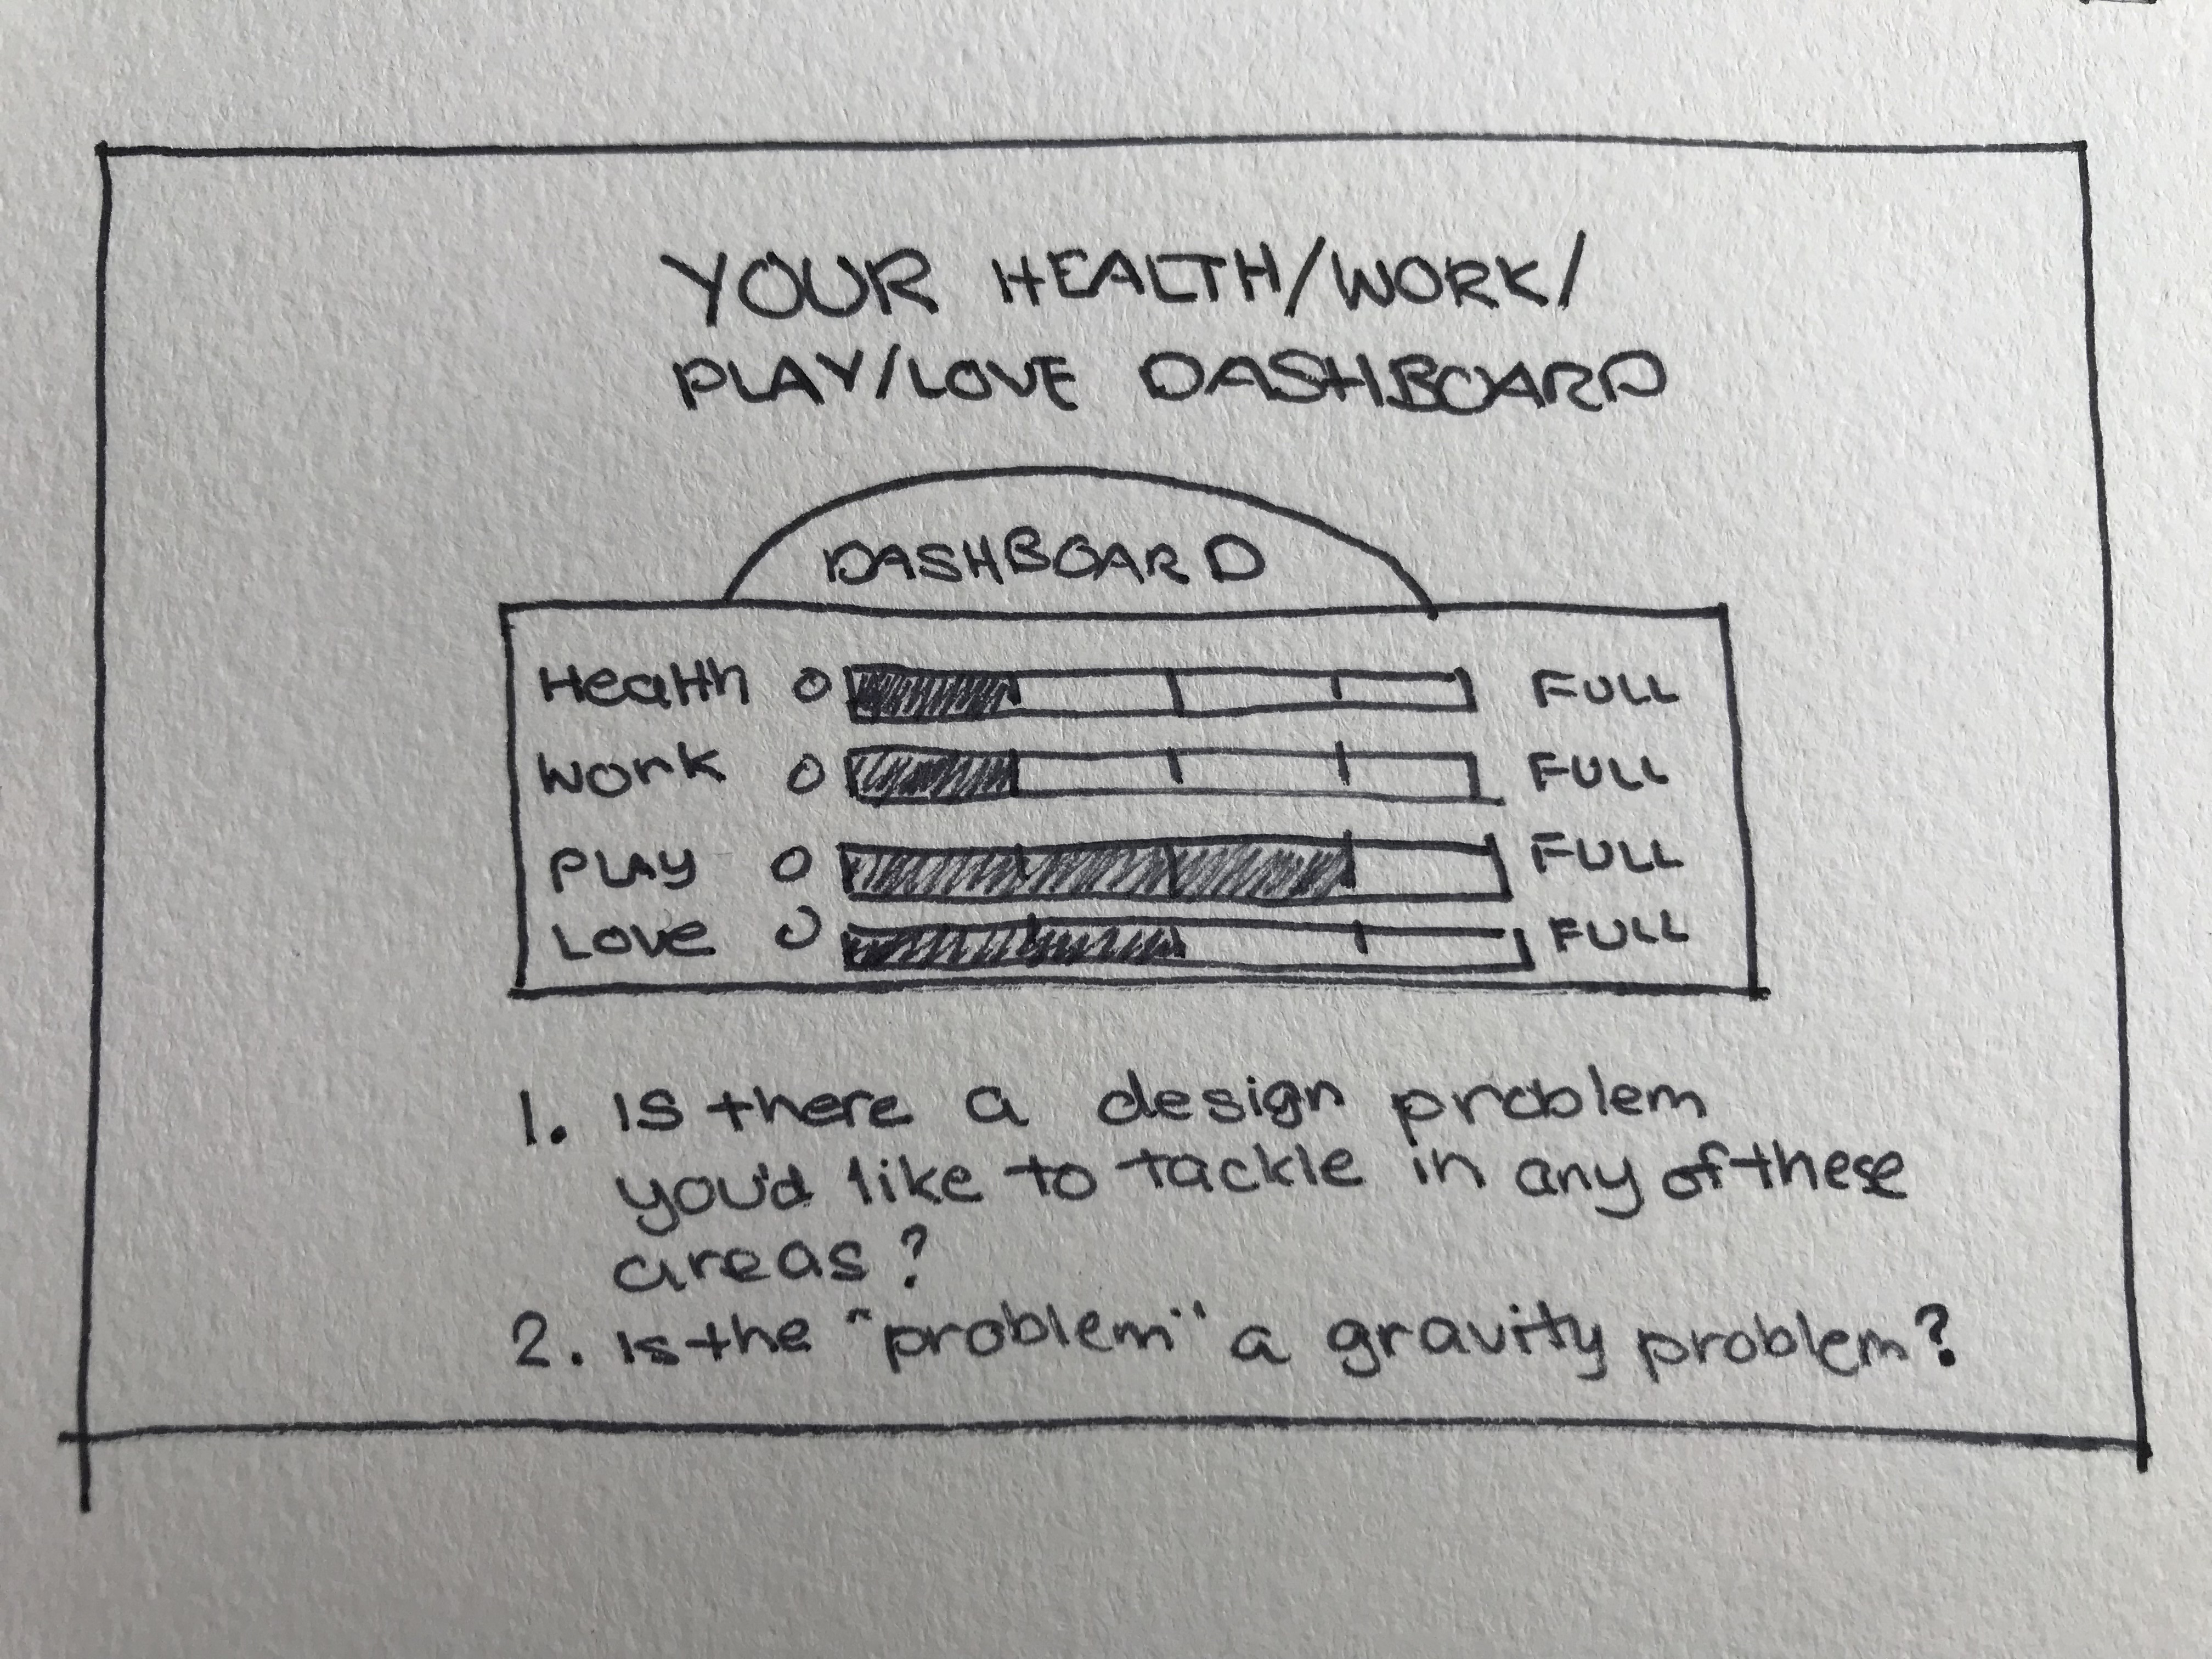 YOUR HEALTH/WORK/
PLAY/LOVE DASHBOARD
DASHBOARD
Health 0 FULL
Work 0 FULL
PLAY 0 FULL
Love 0 FULL
1. Is there a design problem
you'd like to tackle in any of these
areas?
2. Is the "problem" a gravity problem?